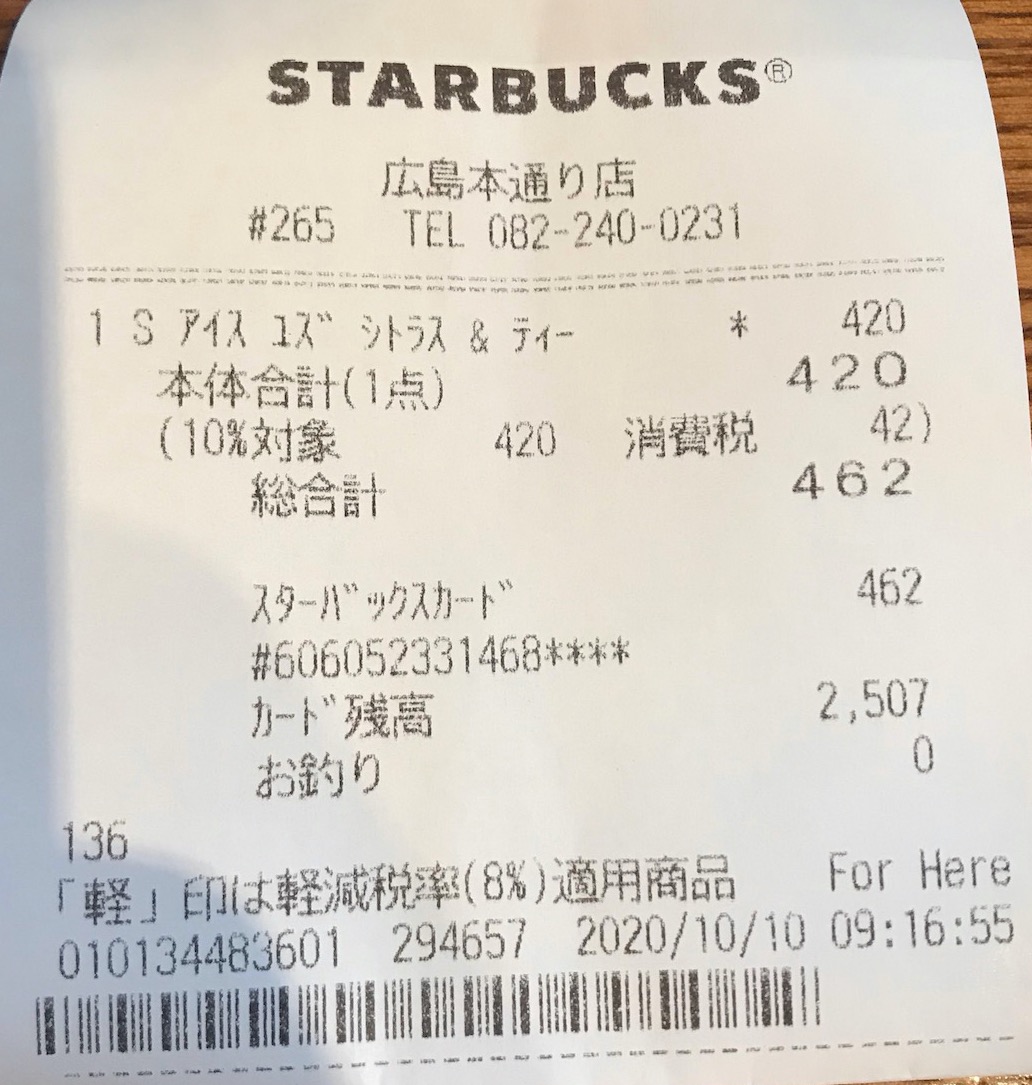 STARBUCKS®
広島本通り店
#265 TEL 082-240-0231
1 S アイス ユズ シトラス & ティー * 420
本体合計(1点) 420
(10%対象 420 消費税 42)
総合計 462
スターバックスカード 462
#606052331468****
カード残高 2,507
お釣り 0
136
「軽」印は軽減税率(8%)適用商品 For Here
010134483601 294657 2020/10/10 09:16:55